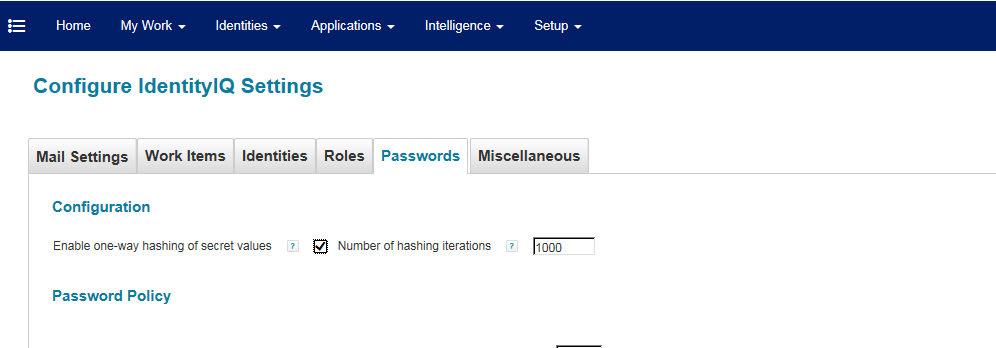 Home My Work Identities Applications Intelligence Setup
Configure IdentityIQ Settings
Mail Settings Work Items Identities Roles Passwords Miscellaneous
Configuration
Enable one-way hashing of secret values ? Number of hashing iterations ? 1000
Password Policy